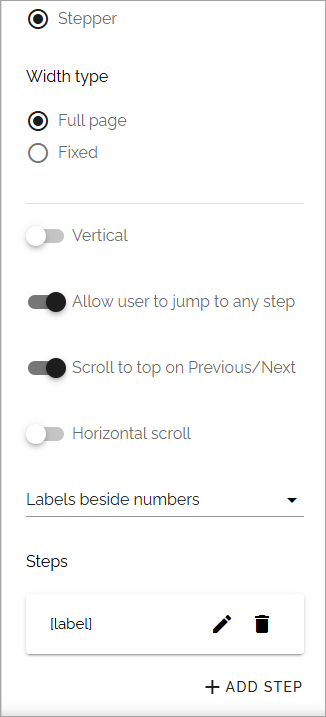 Stepper
Width type
Full page
Fixed
Vertical
Allow user to jump to any step
Scroll to top on Previous/Next
Horizontal scroll
Labels beside numbers
Steps
[label]
ADD STEP